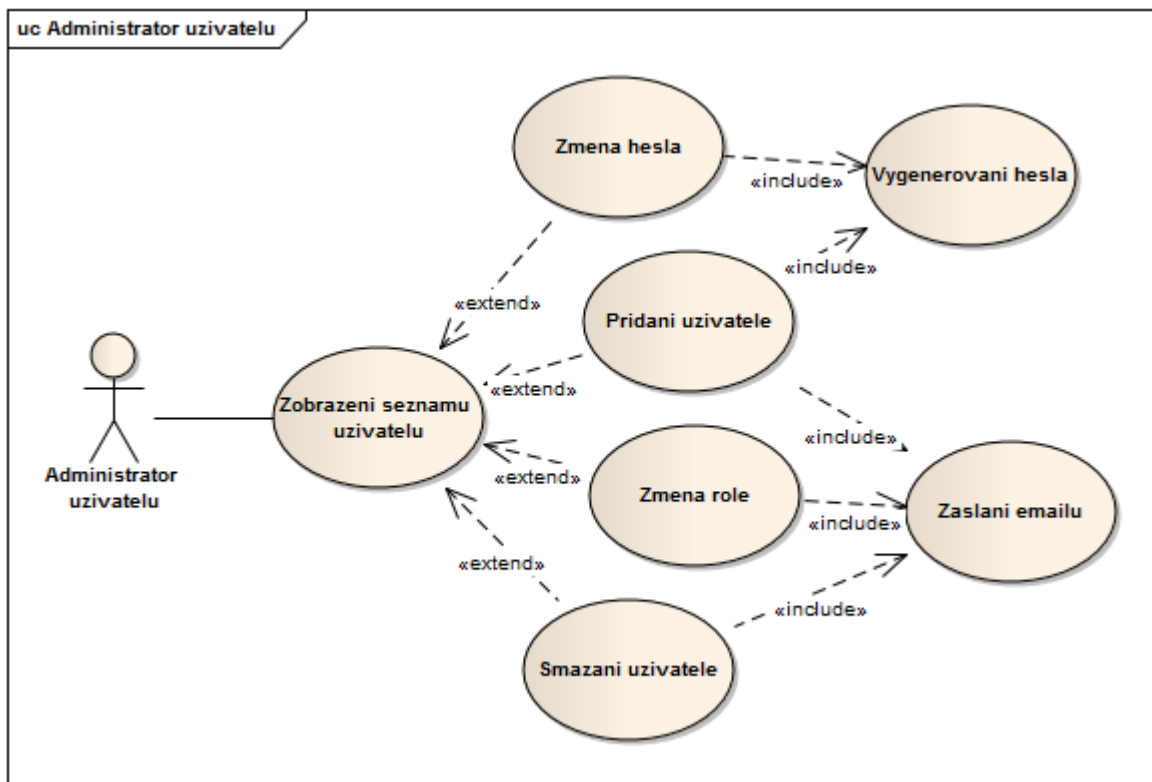 uc Administrator uzivatelu
Zmena hesla
Vygenerovani hesla
«include»
«include»
«extend»
Pridani uzivatele
«extend»
Zobrazeni seznamu
uzivatelu
«include»
Administrator
uzivatelu
«extend»
Zmena role
«include»
Zaslani emailu
«extend»
«include»
Smazani uzivatele